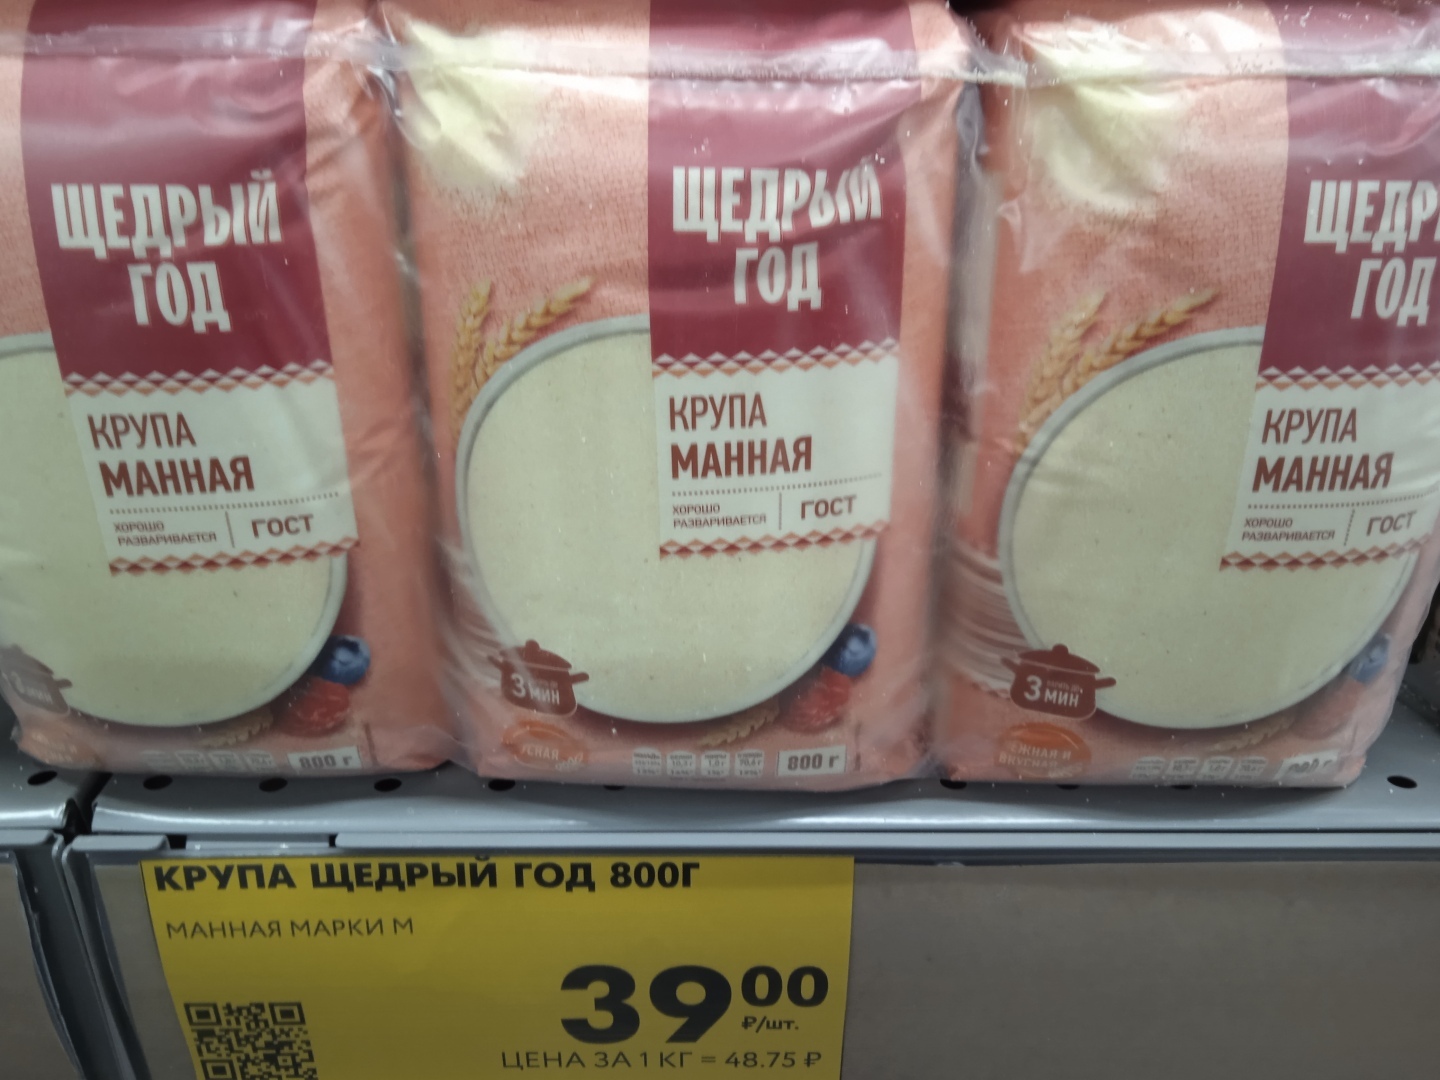 ЩЕДРЫЙ
ГОД
КРУПА
МАННАЯ
ХОРОШО
РАЗВАРИВАЕТСЯ
ГОСТ
800 г
ЩЕДРЫЙ
ГОД
КРУПА
МАННАЯ
ХОРОШО
РАЗВАРИВАЕТСЯ
ГОСТ
3 МИН
800 г
ГОД
КРУПА
МАННАЯ
ХОРОШО
РАЗВАРИВАЕТСЯ
ГОСТ
3 МИН
КРУПА ЩЕДРЫЙ ГОД 800Г
МАННАЯ МАРКИ М
39 00
₽/шт.
ЦЕНА ЗА 1 КГ = 48.75 ₽